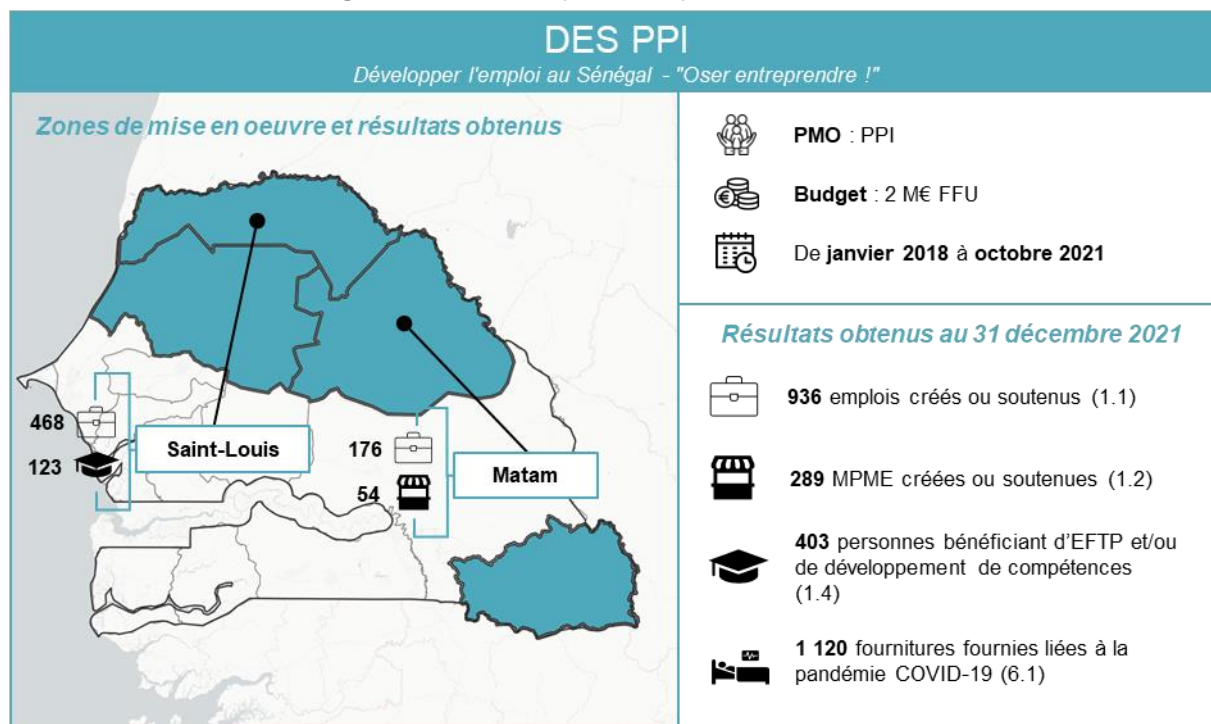 DES PPI
Développer l'emploi au Sénégal - "Oser entreprendre !"
Zones de mise en oeuvre et résultats obtenus
468
123
Saint-Louis
176
54
Matam
PMO : PPI
Budget : 2 M€ FFU
De janvier 2018 à octobre 2021
Résultats obtenus au 31 décembre 2021
936 emplois créés ou soutenus (1.1)
289 MPME créées ou soutenues (1.2)
403 personnes bénéficiant d'EFTP et/ou
de développement de compétences
(1.4)
1 120 fournitures fournies liées à la
pandémie COVID-19 (6.1)